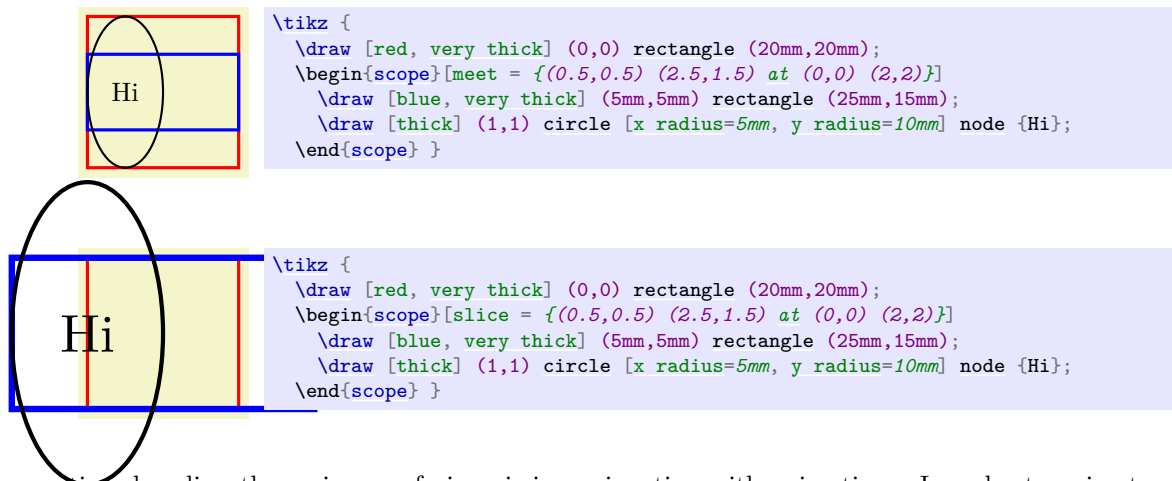 Hi
\tikz {
  \draw [red, very thick] (0,0) rectangle (20mm,20mm);
  \begin{scope}[meet = {(0.5,0.5) (2.5,1.5) at (0,0) (2,2)}]
    \draw [blue, very thick] (5mm,5mm) rectangle (25mm,15mm);
    \draw [thick] (1,1) circle [x radius=5mm, y radius=10mm] node {Hi};
  \end{scope} }
Hi
\tikz {
  \draw [red, very thick] (0,0) rectangle (20mm,20mm);
  \begin{scope}[slice = {(0.5,0.5) (2.5,1.5) at (0,0) (2,2)}]
    \draw [blue, very thick] (5mm,5mm) rectangle (25mm,15mm);
    \draw [thick] (1,1) circle [x radius=5mm, y radius=10mm] node {Hi};
  \end{scope} }